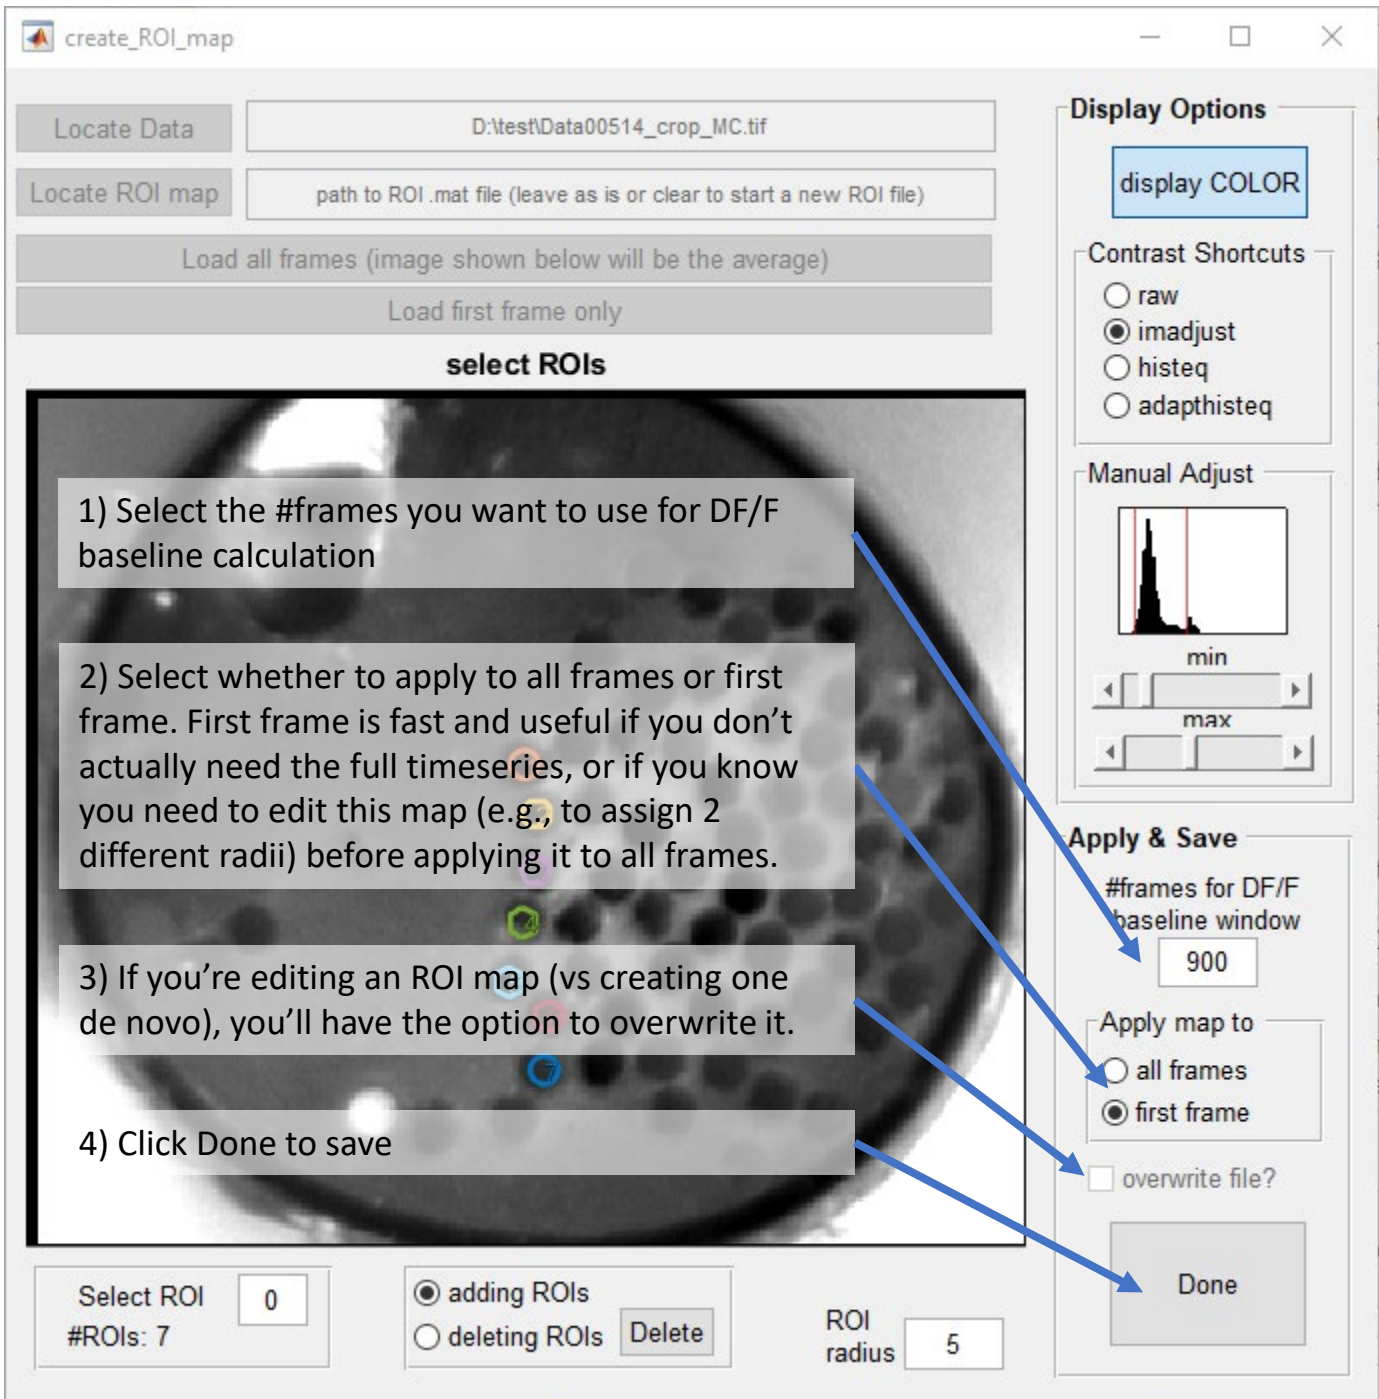 create_ROI_map
Locate Data
D:\test\Data00514_crop_MC.tif
Locate ROI map
path to ROI .mat file (leave as is or clear to start a new ROI file)
Load all frames (image shown below will be the average)
Load first frame only
select ROIs
1) Select the #frames you want to use for DF/F
baseline calculation
2) Select whether to apply to all frames or first
frame. First frame is fast and useful if you don’t
actually need the full timeseries, or if you know
you need to edit this map (e.g., to assign 2
different radii) before applying it to all frames.
4
3) If you’re editing an ROI map (vs creating one
de novo), you’ll have the option to overwrite it.
7
4) Click Done to save
Select ROI
0
#ROIs: 7
adding ROIs
deleting ROIs
Delete
ROI
radius
5
Display Options
display COLOR
Contrast Shortcuts
raw
imadjust
histeq
adapthisteq
Manual Adjust
min
max
Apply & Save
#frames for DF/F
baseline window
900
Apply map to
all frames
first frame
overwrite file?
Done